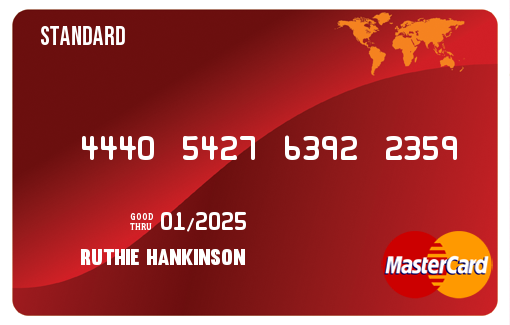 STANDARD
4440 5427 6392 2359
GOOD
THRU 01/2025
RUTHIE HANKINSON
MasterCard